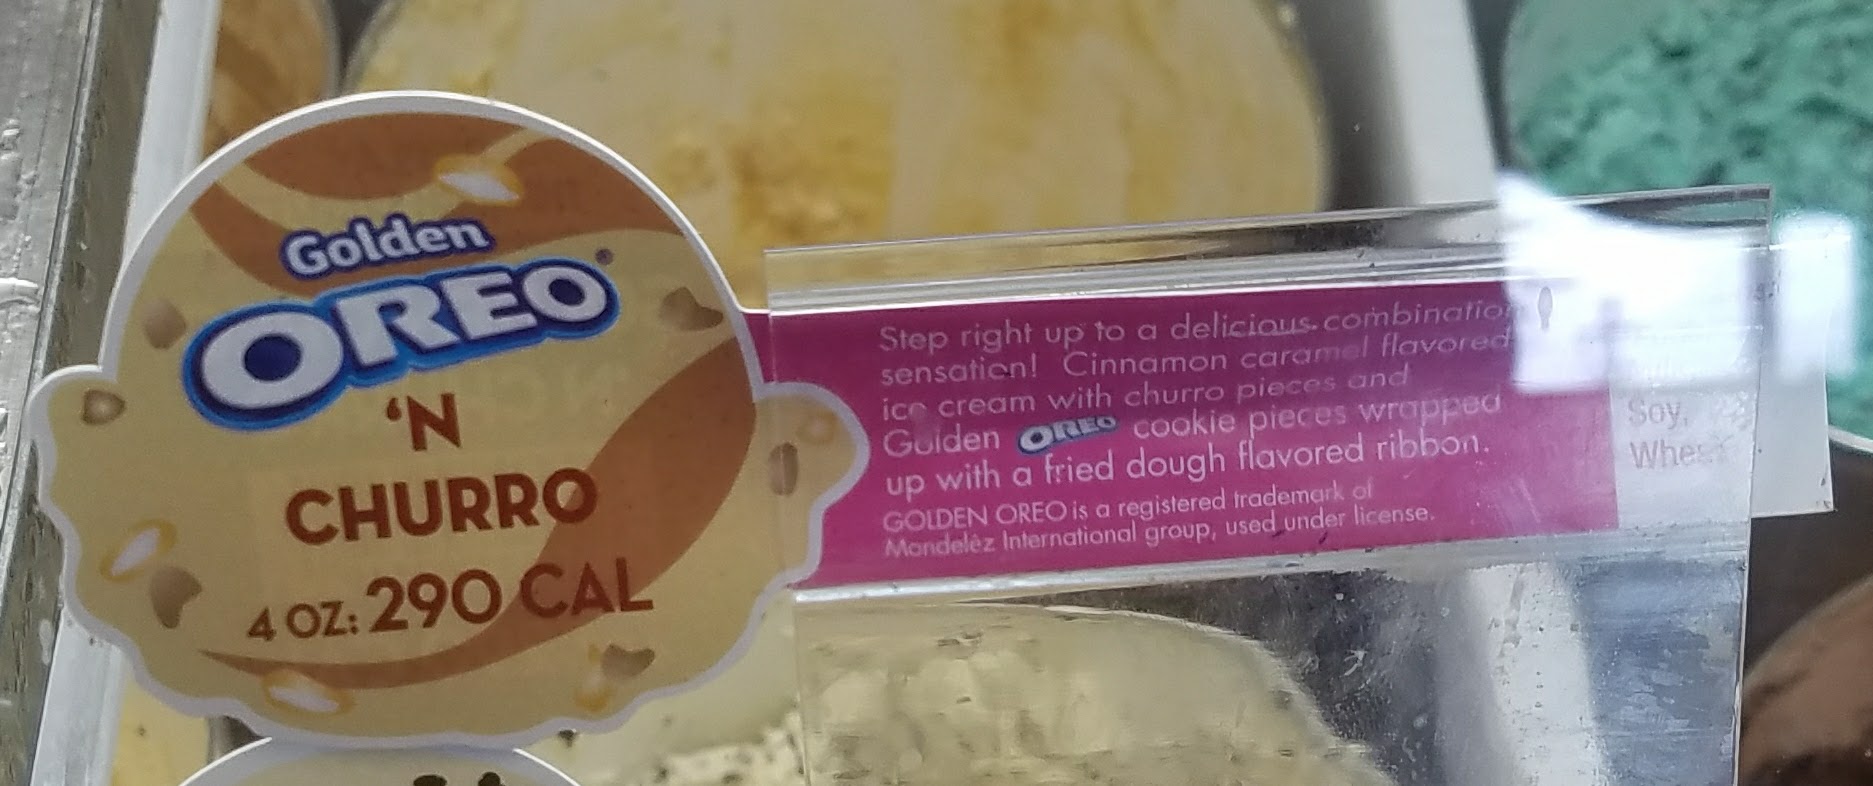 Golden
OREO®
'N
CHURRO
4 OZ: 290 CAL
Step right up to a delicious combination
sensation! Cinnamon caramel flavored
ice cream with churro pieces and
Golden OREO cookie pieces wrapped
up with a fried dough flavored ribbon.
GOLDEN OREO is a registered trademark of
Mondelēz International group, used under license.
Soy,
Wheat